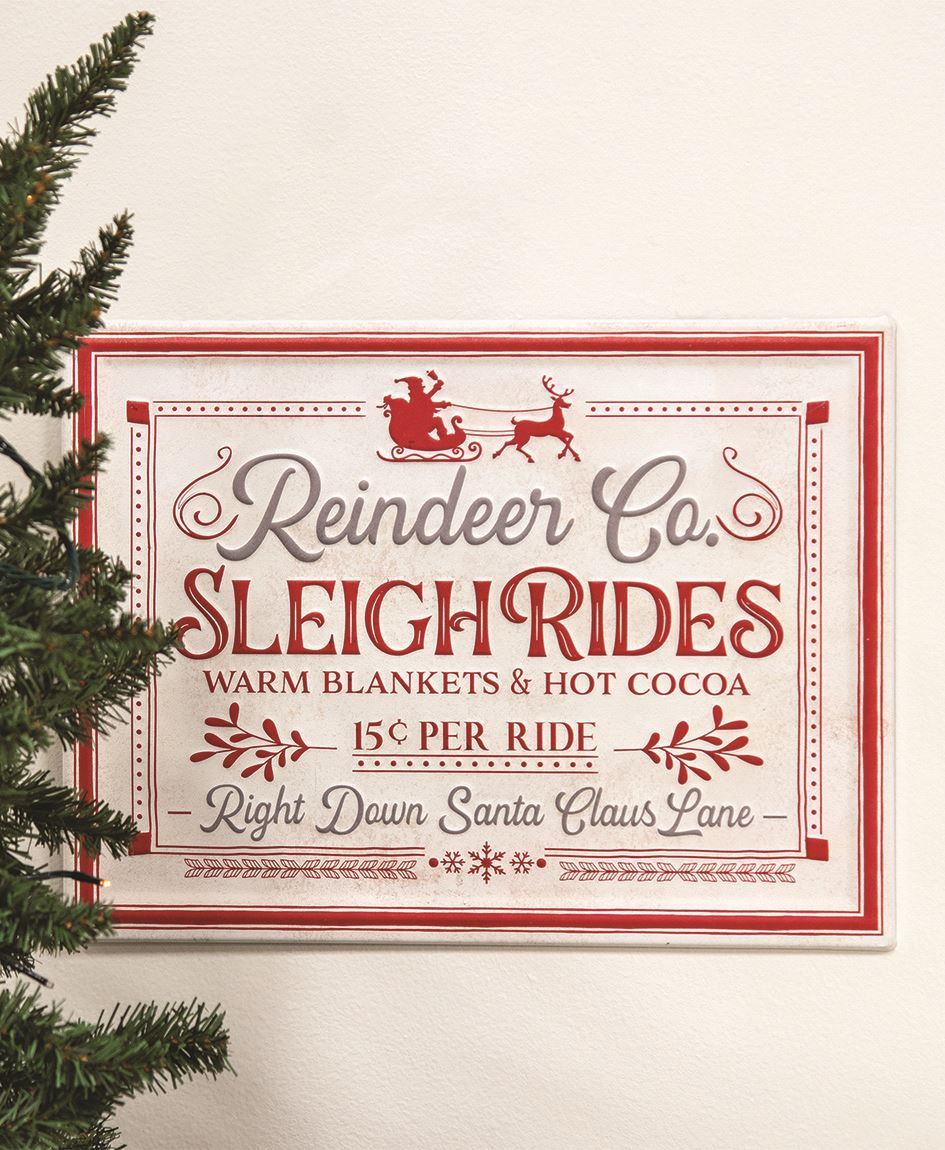 Reindeer Co.
SLEIGH RIDES
WARM BLANKETS & HOT COCOA
15¢ PER RIDE
Right Down Santa Claus Lane